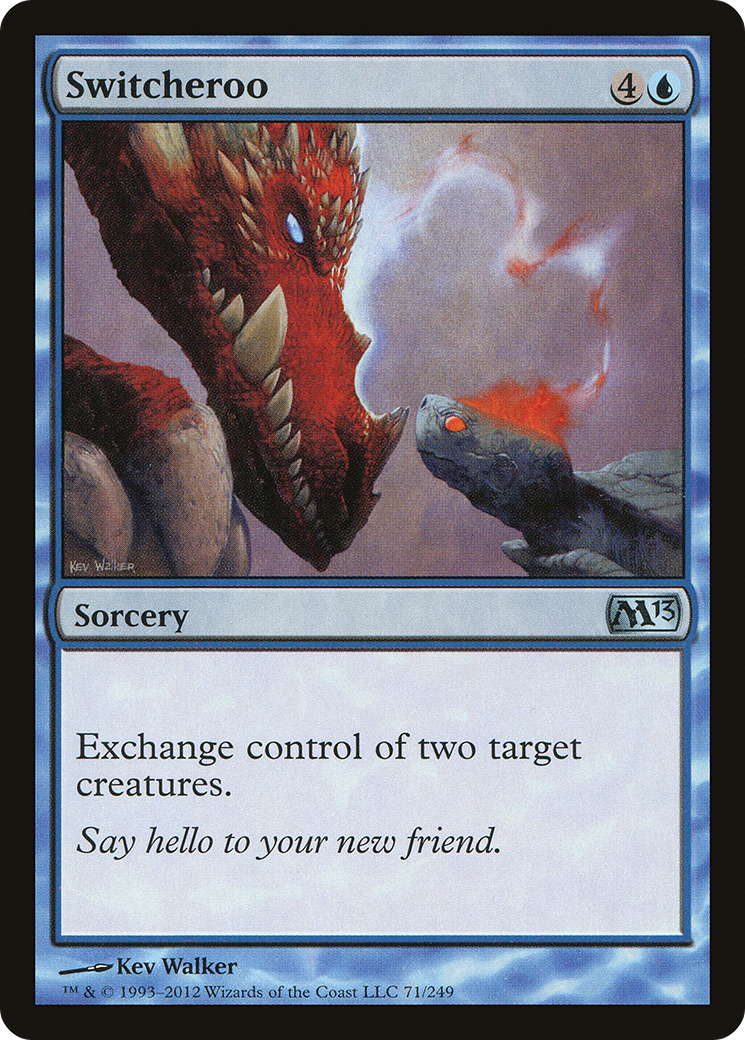 Switcheroo 4
KEV WALKER
Sorcery M13
Exchange control of two target
creatures.
Say hello to your new friend.
Kev Walker
™ & © 1993–2012 Wizards of the Coast LLC 71/249